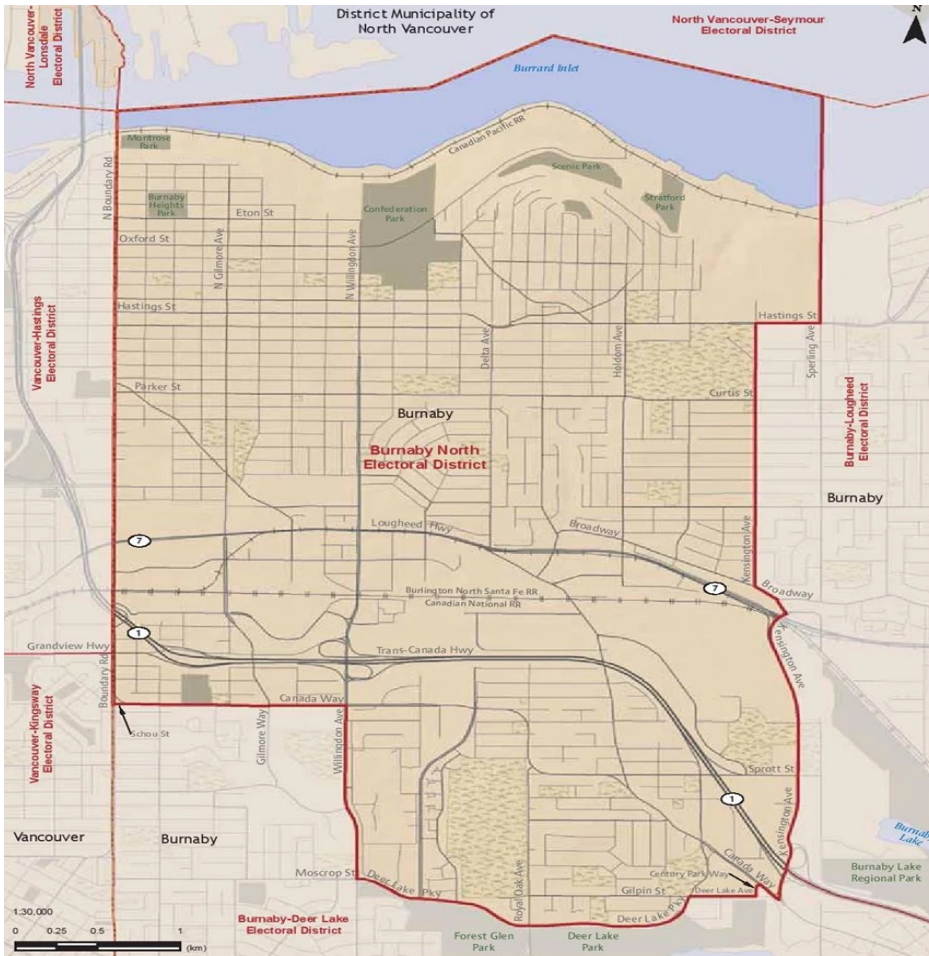 North Vancouver-
Lonsdale
Electoral District
District Municipality of
North Vancouver
North Vancouver-Seymour
Electoral District
N
Burrard Inlet
Montrose Park
Canadian Pacific RR
Scenic Park
N Boundary Rd
Burnaby
Heights
Park
Eton St
Confederation
Park
Stratford
Park
Oxford St
N Gilmore Ave
N Willingdon Ave
Hastings St
Hastings St
Vancouver-Hastings
Electoral District
Delta Ave
Holdom Ave
Sperling Ave
Parker St
Curtis St
Burnaby
Burnaby North
Electoral District
Burnaby-Lougheed
Electoral District
Burnaby
Lougheed Hwy
Broadway
Kensington Ave
7
7
Broadway
Burlington North Santa Fe RR
Canadian National RR
1
Grandview Hwy
Trans-Canada Hwy
Kensington Ave
Boundary Rd
Canada Way
Schou St
Gilmore Way
Willingdon Ave
Vancouver-Kingsway
Electoral District
Sprott St
1
Kensington Ave
Vancouver
Burnaby
Burnaby
Lake
Canada Way
Burnaby Lake
Regional Park
Moscrop St
Deer Lake Pky
Century Park Way
Royal Oak Ave
Gilpin St
Deer Lake Ave
Deer Lake Pky
1:30,000
0 0.25 0.5 1
(km)
Burnaby-Deer Lake
Electoral District
Forest Glen
Park
Deer Lake
Park